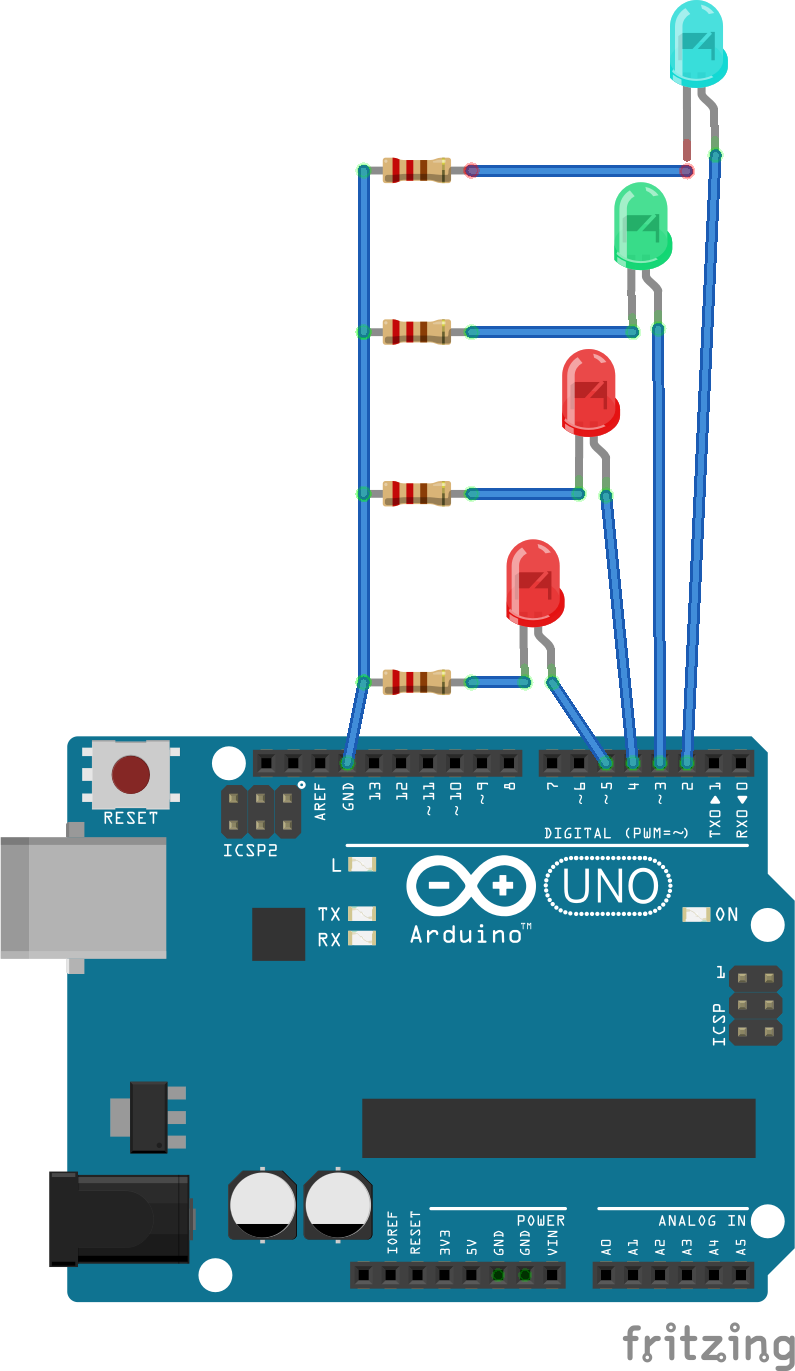 RESET
ICSP2
AREF
GND
13
12
~11
~10
~9
8
7
~6
~5
4
~3
2
TX0▶1
RX0◀0
DIGITAL (PWM=~)
L
TX
RX
UNO
Arduino™
ON
1
ICSP
IOREF
RESET
3V3
5V
GND
GND
VIN
POWER
ANALOG IN
A0
A1
A2
A3
A4
A5
fritzing